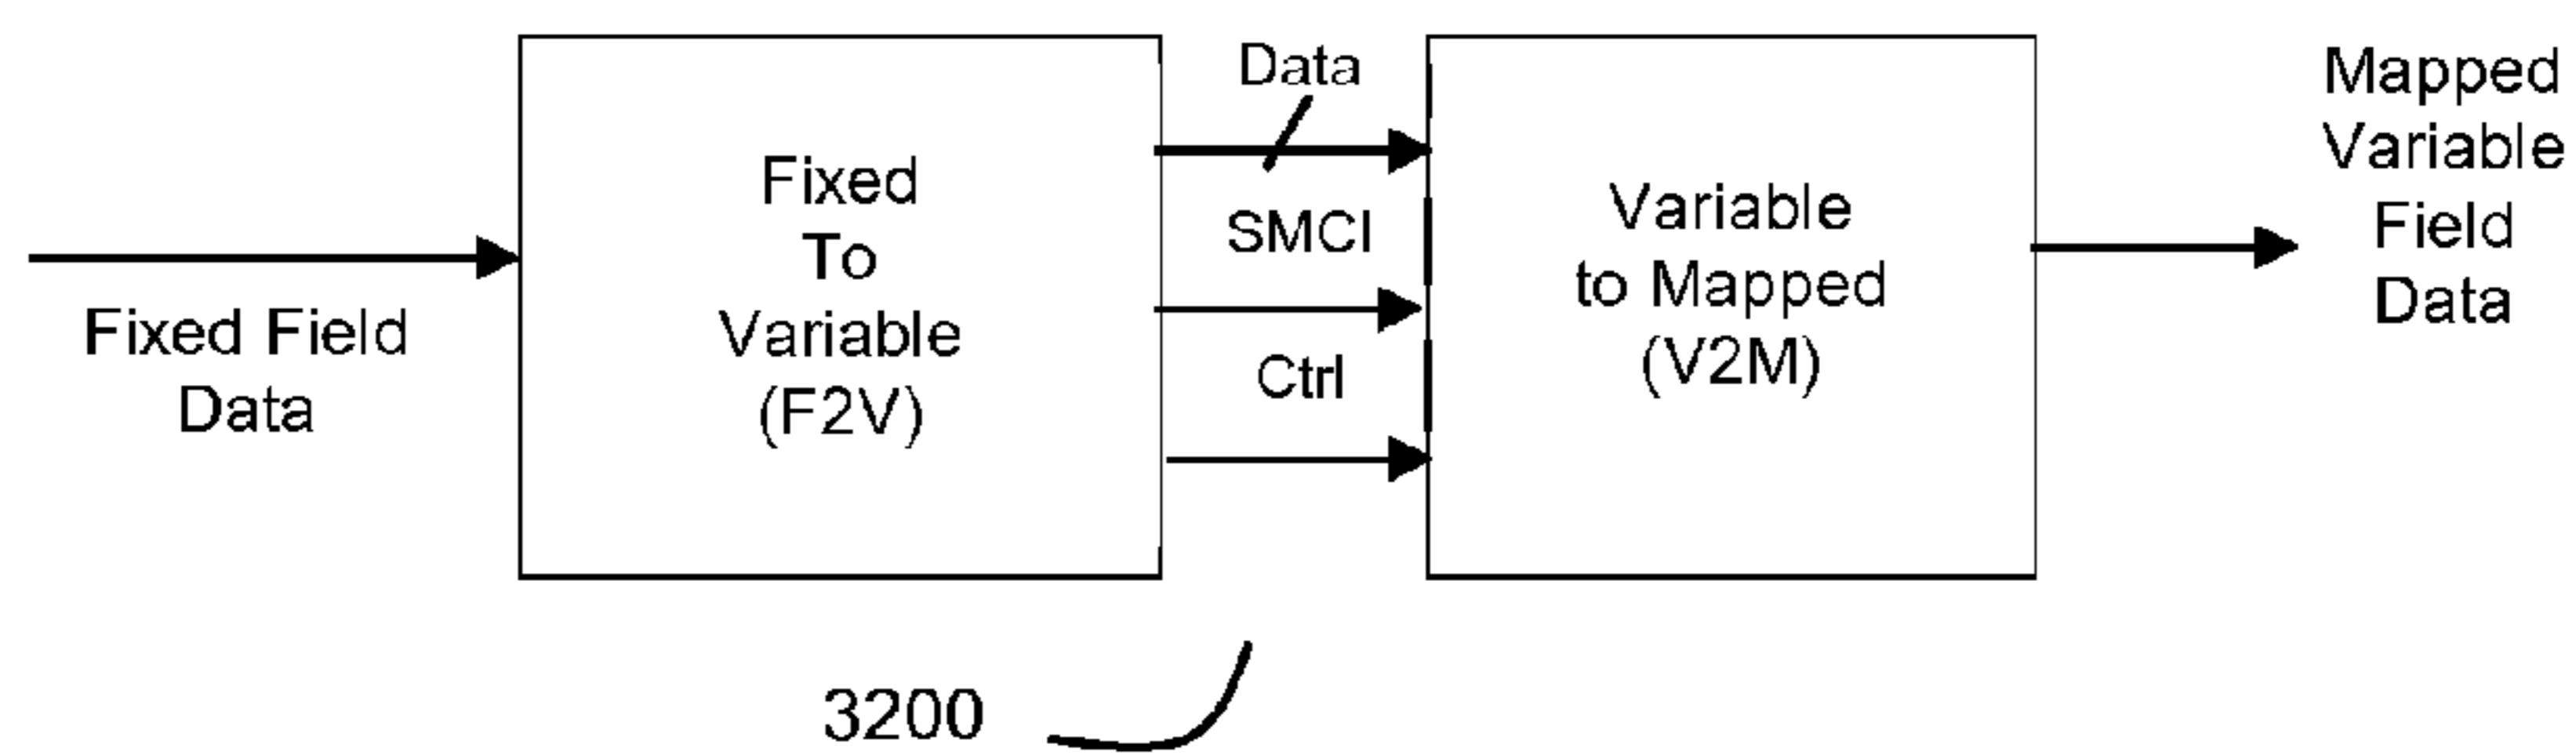 Fixed Field
Data
Fixed
To
Variable
(F2V)
Data
SMCI
Ctrl
Variable
to Mapped
(V2M)
Mapped
Variable
Field
Data
3200